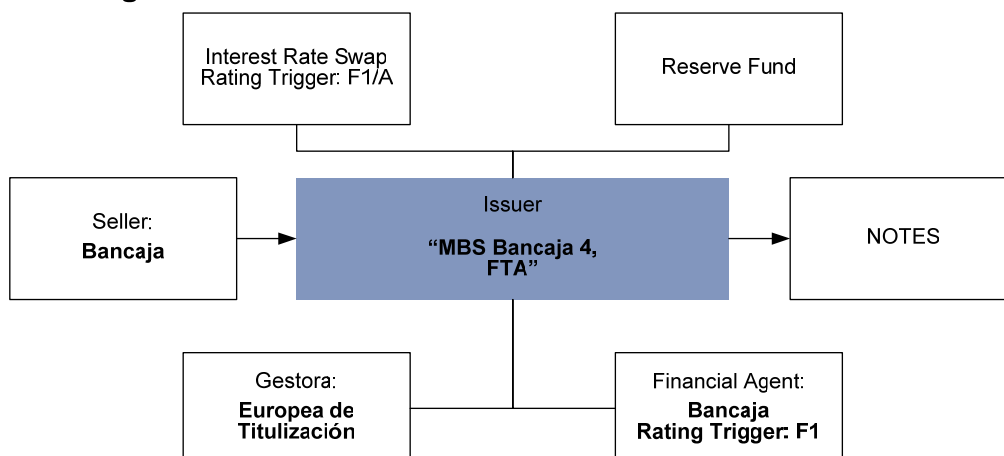 Interest Rate Swap
Rating Trigger: F1/A
Reserve Fund
Seller:
Bancaja
Issuer
“MBS Bancaja 4,
FTA”
NOTES
Gestora:
Europea de
Titulización
Financial Agent:
Bancaja
Rating Trigger: F1